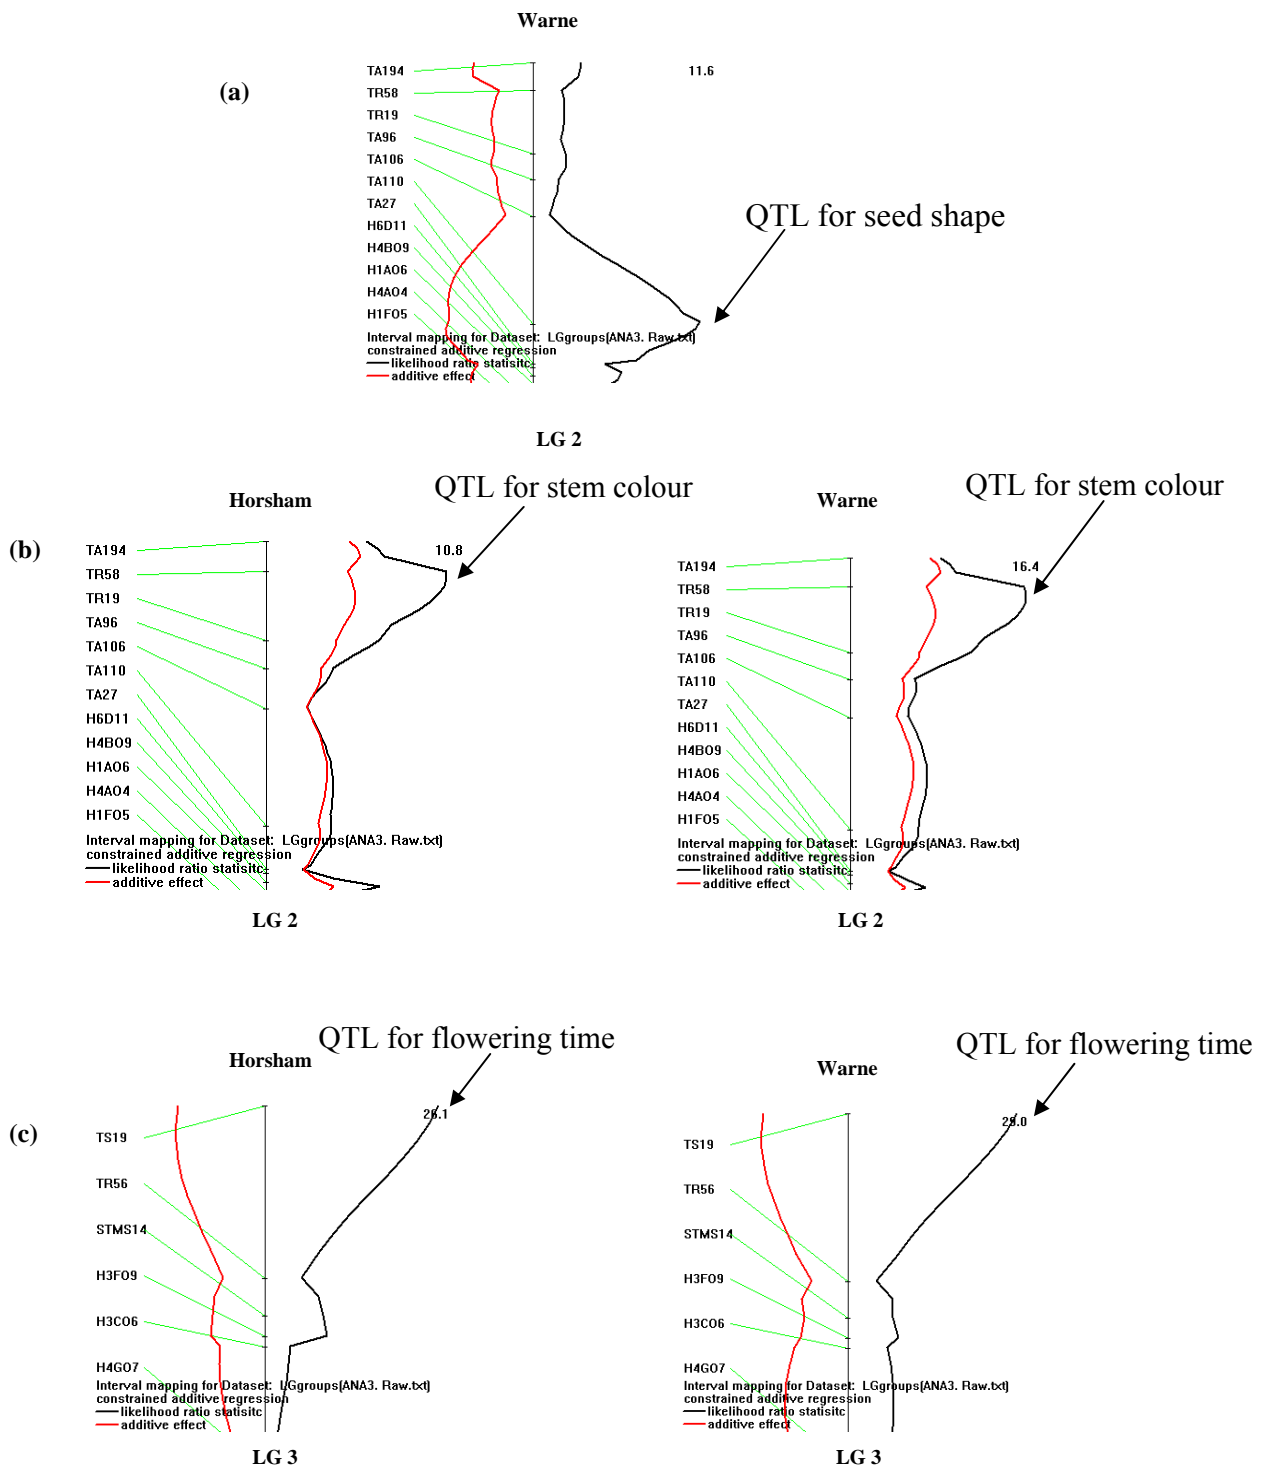 Warne
(a)
TA194
11.6
TR58
TR19
TA96
TA106
TA110
TA27
QTL for seed shape
H6D11
H4B09
H1A06
H4A04
H1F05
Interval mapping for Dataset: LGgroups(ANA3. Raw.txt)
constrained additive regression
likelihood ratio statisitc
additive effect
LG 2
(b)
Horsham
QTL for stem colour
TA194
10.8
TR58
TR19
TA96
TA106
TA110
TA27
H6D11
H4B09
H1A06
H4A04
H1F05
Interval mapping for Dataset: LGgroups(ANA3. Raw.txt)
constrained additive regression
likelihood ratio statisitc
additive effect
LG 2
Warne
QTL for stem colour
TA194
16.4
TR58
TR19
TA96
TA106
TA110
TA27
H6D11
H4B09
H1A06
H4A04
H1F05
Interval mapping for Dataset: LGgroups(ANA3. Raw.txt)
constrained additive regression
likelihood ratio statisitc
additive effect
LG 2
(c)
QTL for flowering time
Horsham
26.1
TS19
TR56
STMS14
H3F09
H3C06
H4G07
Interval mapping for Dataset: LGgroups(ANA3. Raw.txt)
constrained additive regression
likelihood ratio statisitc
additive effect
LG 3
QTL for flowering time
Warne
29.0
TS19
TR56
STMS14
H3F09
H3C06
H4G07
Interval mapping for Dataset: LGgroups(ANA3. Raw.txt)
constrained additive regression
likelihood ratio statisitc
additive effect
LG 3